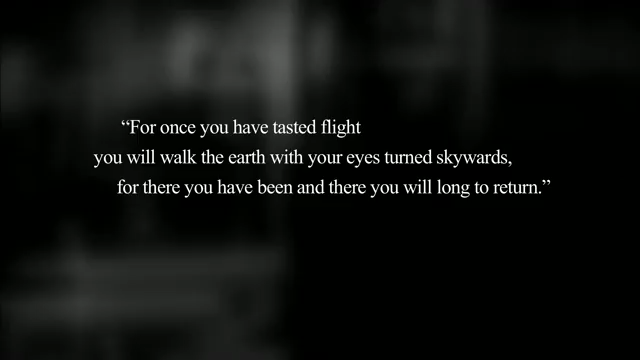 “For once you have tasted flight
you will walk the earth with your eyes turned skywards,
for there you have been and there you will long to return.”